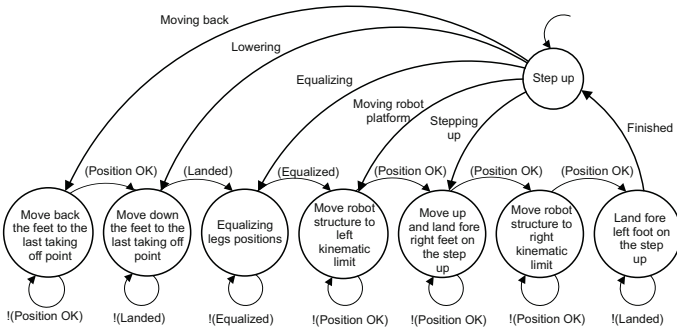 Moving back
Lowering
Equalizing
Moving robot
platform
Stepping
up
Step up
Finished
(Position OK)
(Landed)
(Equalized)
(Position OK)
(Position OK)
(Position OK)
Move back
the feet to the
last taking
off point
Move down
the feet to the
last taking off
point
Equalizing
legs positions
Move robot
structure to
left
kinematic
limit
Move up
and land fore
right feet on
the step
up
Move robot
structure to
right
kinematic
limit
Land fore
left foot on
the step
up
!(Position OK)
!(Landed)
!(Equalized)
!(Position OK)
!(Position OK)
!(Position OK)
!(Landed)